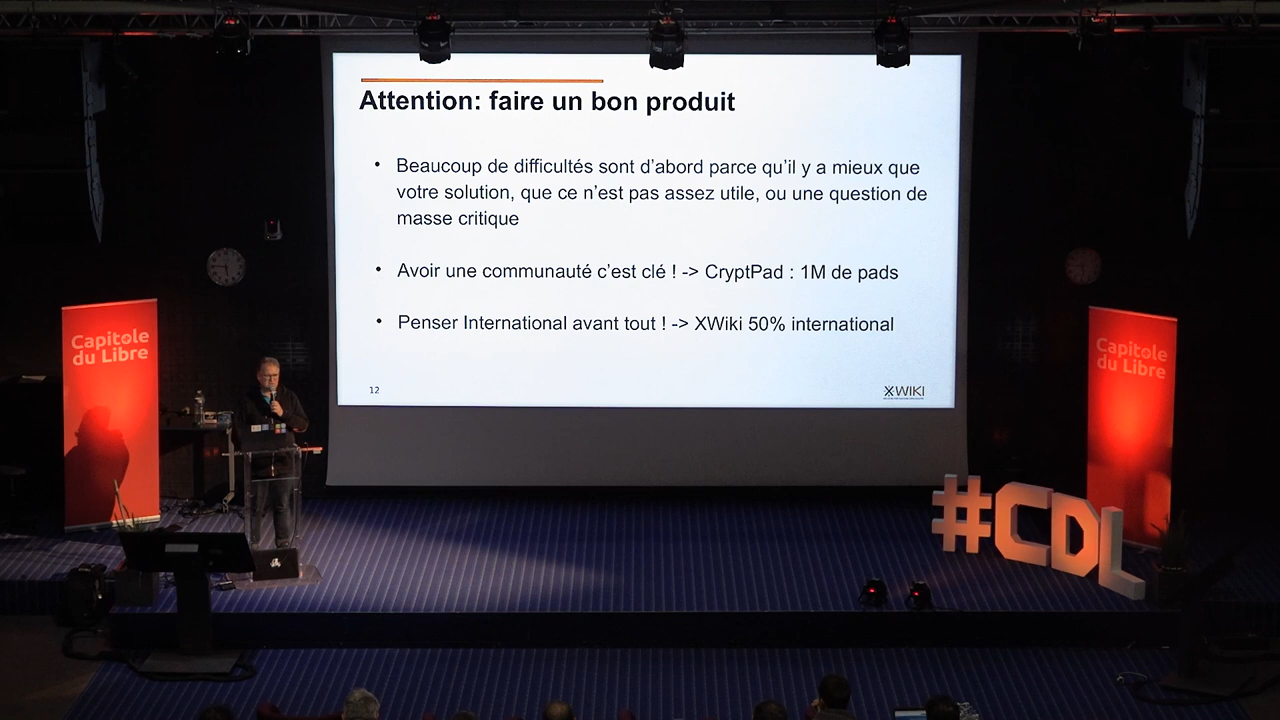 Attention: faire un bon produit
• Beaucoup de difficultés sont d’abord parce qu’il y a mieux que
votre solution, que ce n’est pas assez utile, ou une question de
masse critique
• Avoir une communauté c’est clé ! -> CryptPad : 1M de pads
• Penser International avant tout ! -> XWiki 50% international
12
XWIKI
Capitole
du Libre
Capitole
du Libre
#CDL